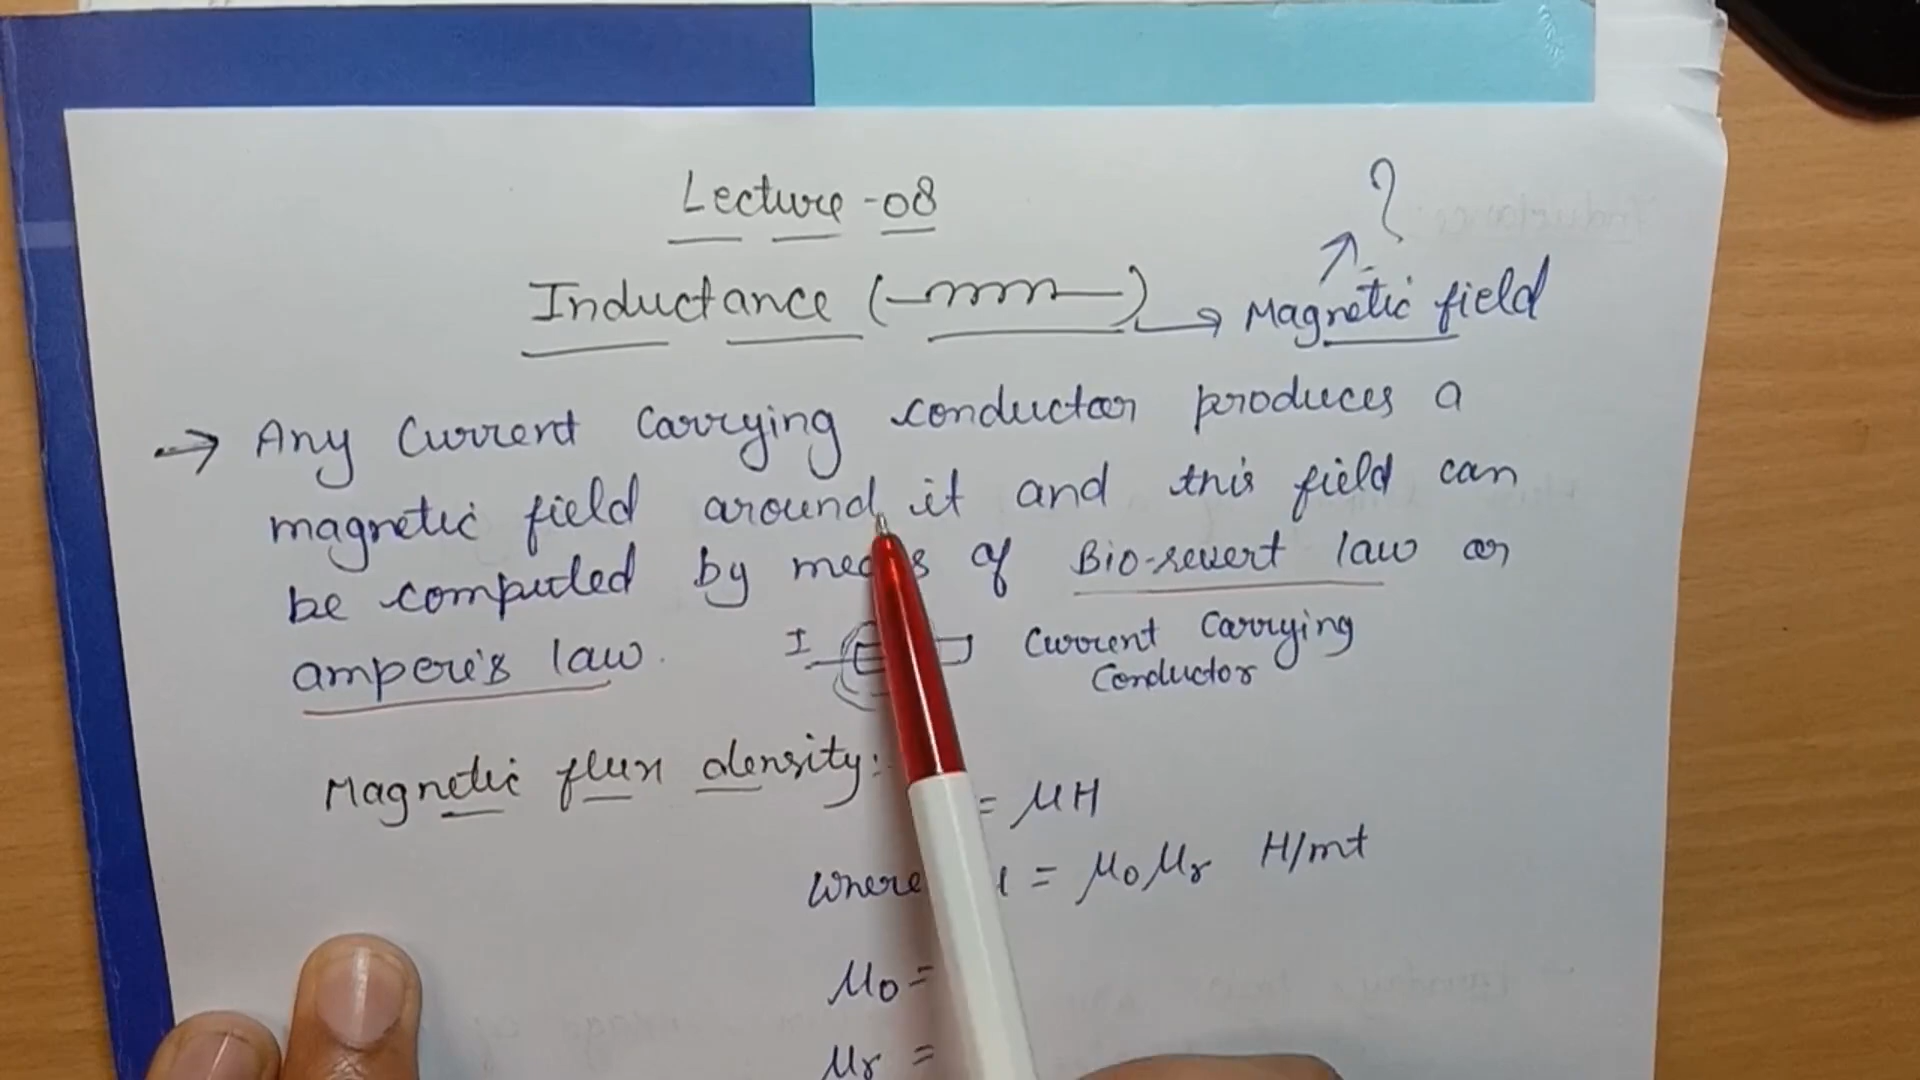 Lecture -08
?
Inductance ( ) → Magnetic field
→ Any Current Carrying conductor produces a
magnetic field around it and this field can
be computed by of Bio-severt law or
ampere's law.
I Current Carrying
Conductor
Magnetic flux density:
= μH
where = μ0μr H/mt
μ0 =
μr =